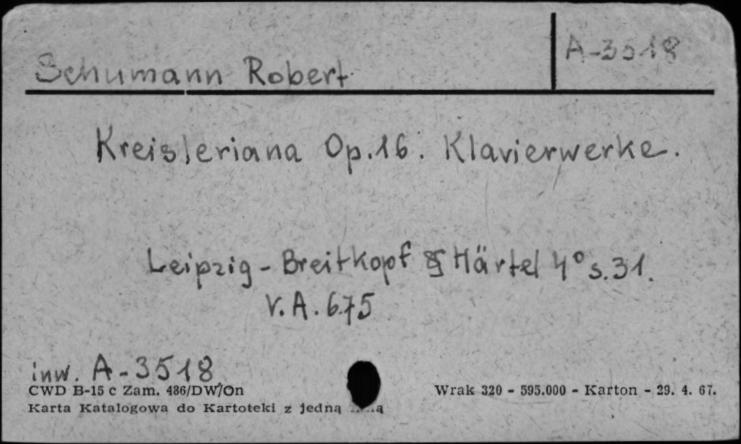 Schumann Robert
A-3518
Kreisleriana Op.16. Klavierwerke.
Leipzig - Breitkopf & Härtel 4° s.31.
V.A.675
inw. A-3518
CWD B-15 c Zam. 486/DW/On
Wrak 320 - 595.000 - Karton - 29. 4. 67.
Karta Katalogowa do Kartoteki z jedną